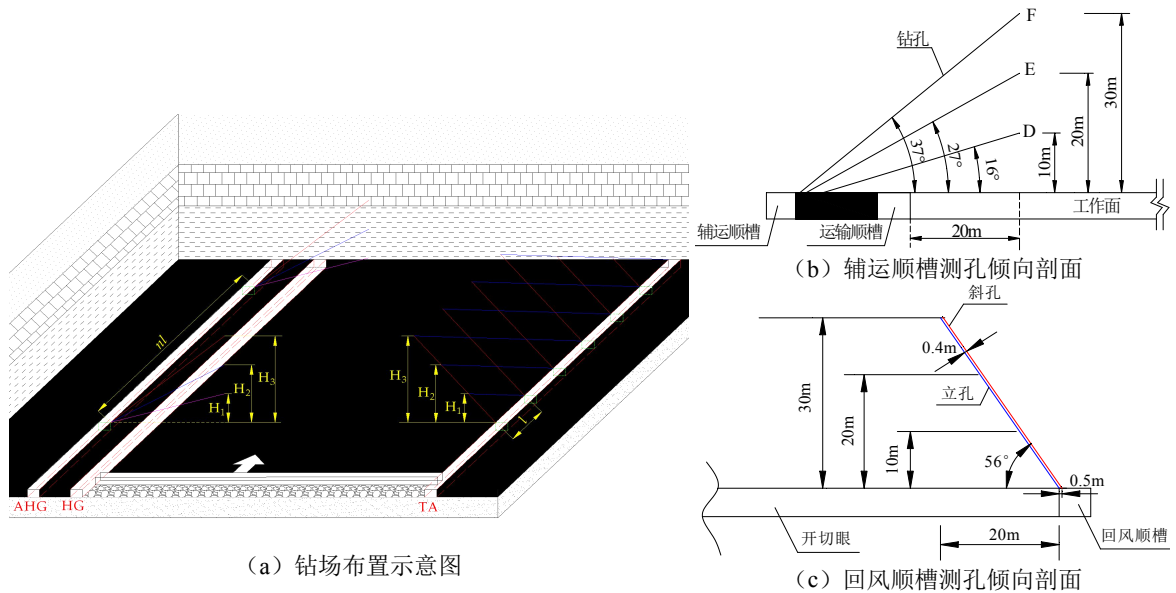 nl
H3
H2
H1
H3
H2
H1
l
AHG
HG
TA
（a）钻场布置示意图
F
钻孔
E
D
37°
27°
16°
10m
20m
30m
工作面
辅运顺槽
运输顺槽
20m
（b）辅运顺槽测孔倾向剖面
斜孔
0.4m
立孔
30m
20m
10m
56°
0.5m
开切眼
20m
回风顺槽
（c）回风顺槽测孔倾向剖面